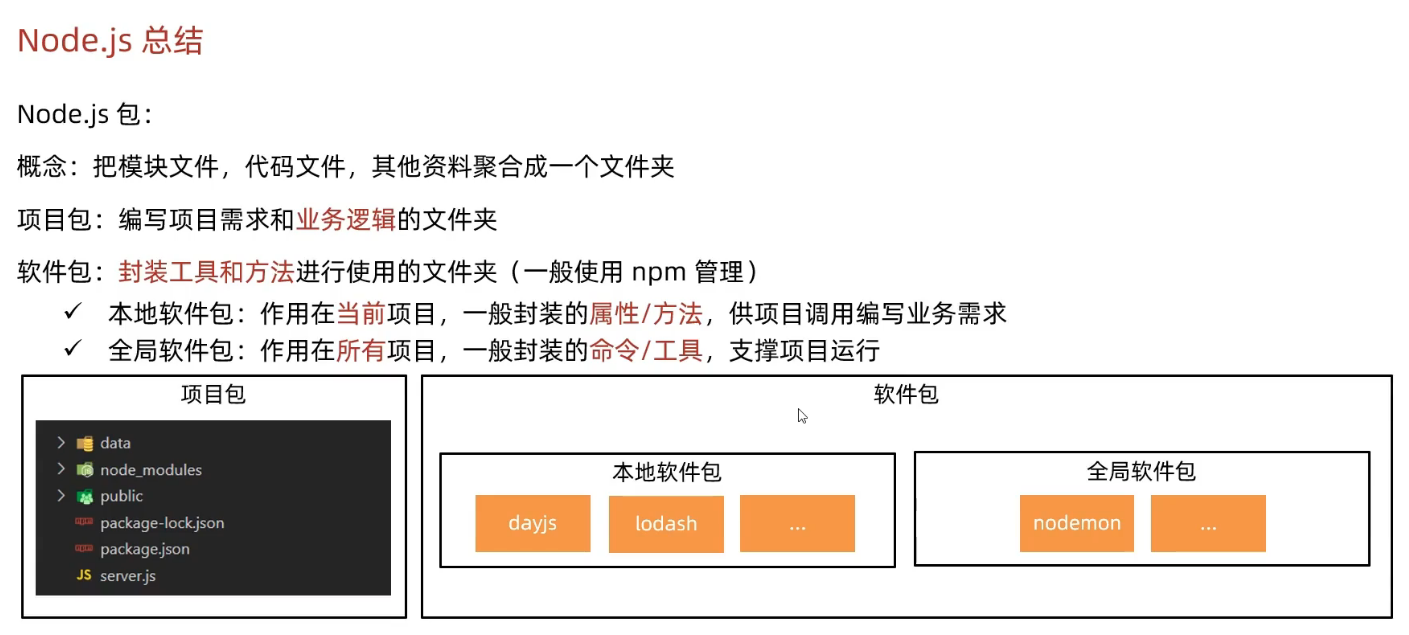 Node.js 总结
Node.js 包：
概念：把模块文件，代码文件，其他资料聚合成一个文件夹
项目包：编写项目需求和业务逻辑的文件夹
软件包：封装工具和方法进行使用的文件夹（一般使用 npm 管理）
✓ 本地软件包：作用在当前项目，一般封装的属性/方法，供项目调用编写业务需求
✓ 全局软件包：作用在所有项目，一般封装的命令/工具，支撑项目运行
项目包
data
node_modules
public
package-lock.json
package.json
JS server.js
软件包
本地软件包
dayjs
lodash
...
全局软件包
nodemon
...